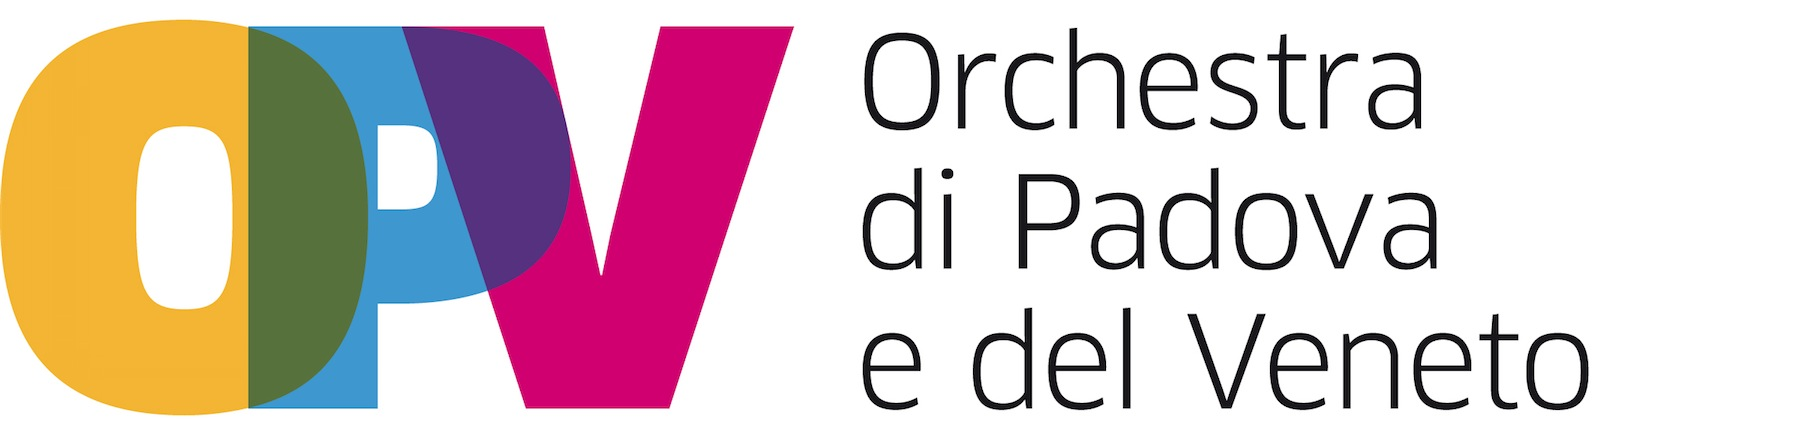 OPV
Orchestra
di Padova
e del Veneto